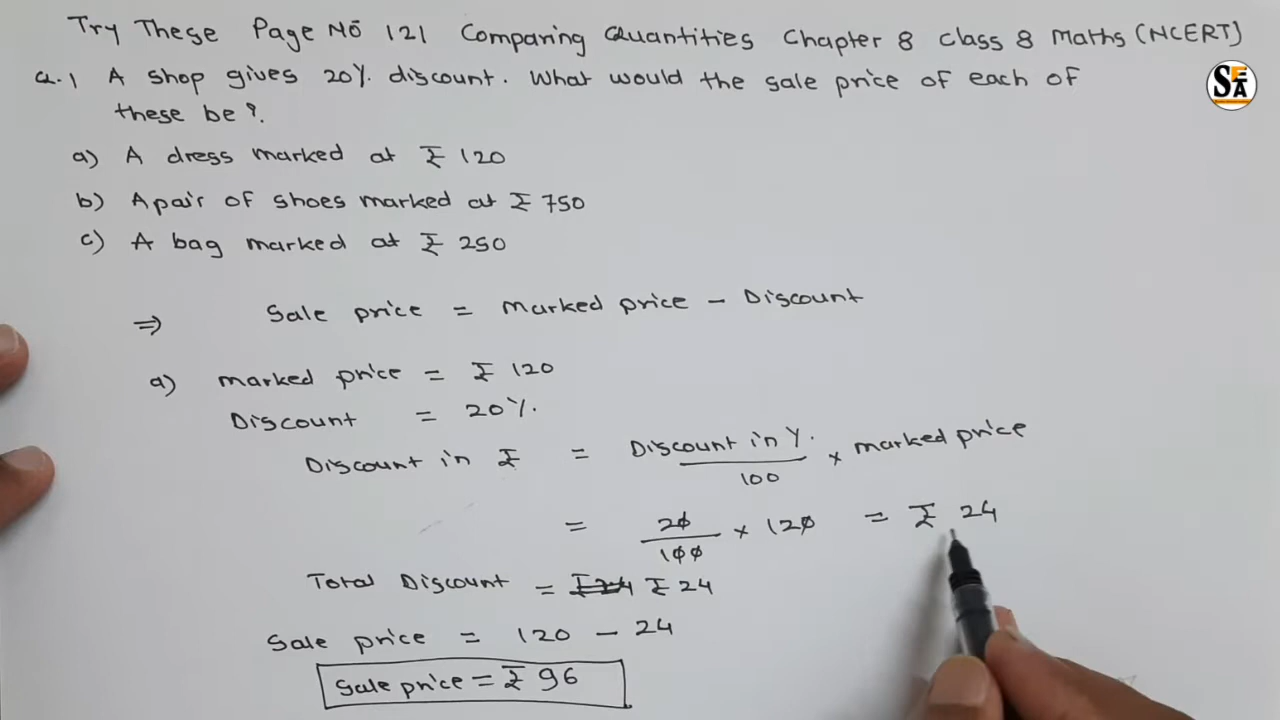 Try These Page No 121 Comparing Quantities Chapter 8 class 8 Maths (NCERT)
Q.1 A shop gives 20% discount. What would the sale price of each of
these be?
a) A dress marked at ₹ 120
b) A pair of shoes marked at ₹ 750
c) A bag marked at ₹ 250
⇒ Sale price = marked price - Discount
a) marked price = ₹ 120
Discount = 20%.
Discount in ₹ = Discount in %. / 100 × marked price
= 20/100 × 120 = ₹ 24
Total Discount = ₹24 ₹ 24
Sale price = 120 - 24
Sale price = ₹ 96
SFTA